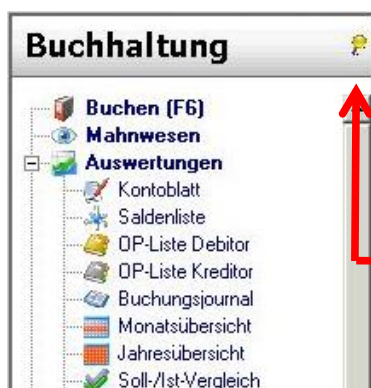 Buchhaltung
Buchen (F6)
Mahnwesen
Auswertungen
Kontoblatt
Saldenliste
OP-Liste Debitor
OP-Liste Kreditor
Buchungsjournal
Monatsübersicht
Jahresübersicht
Soll-/Ist-Vergleich